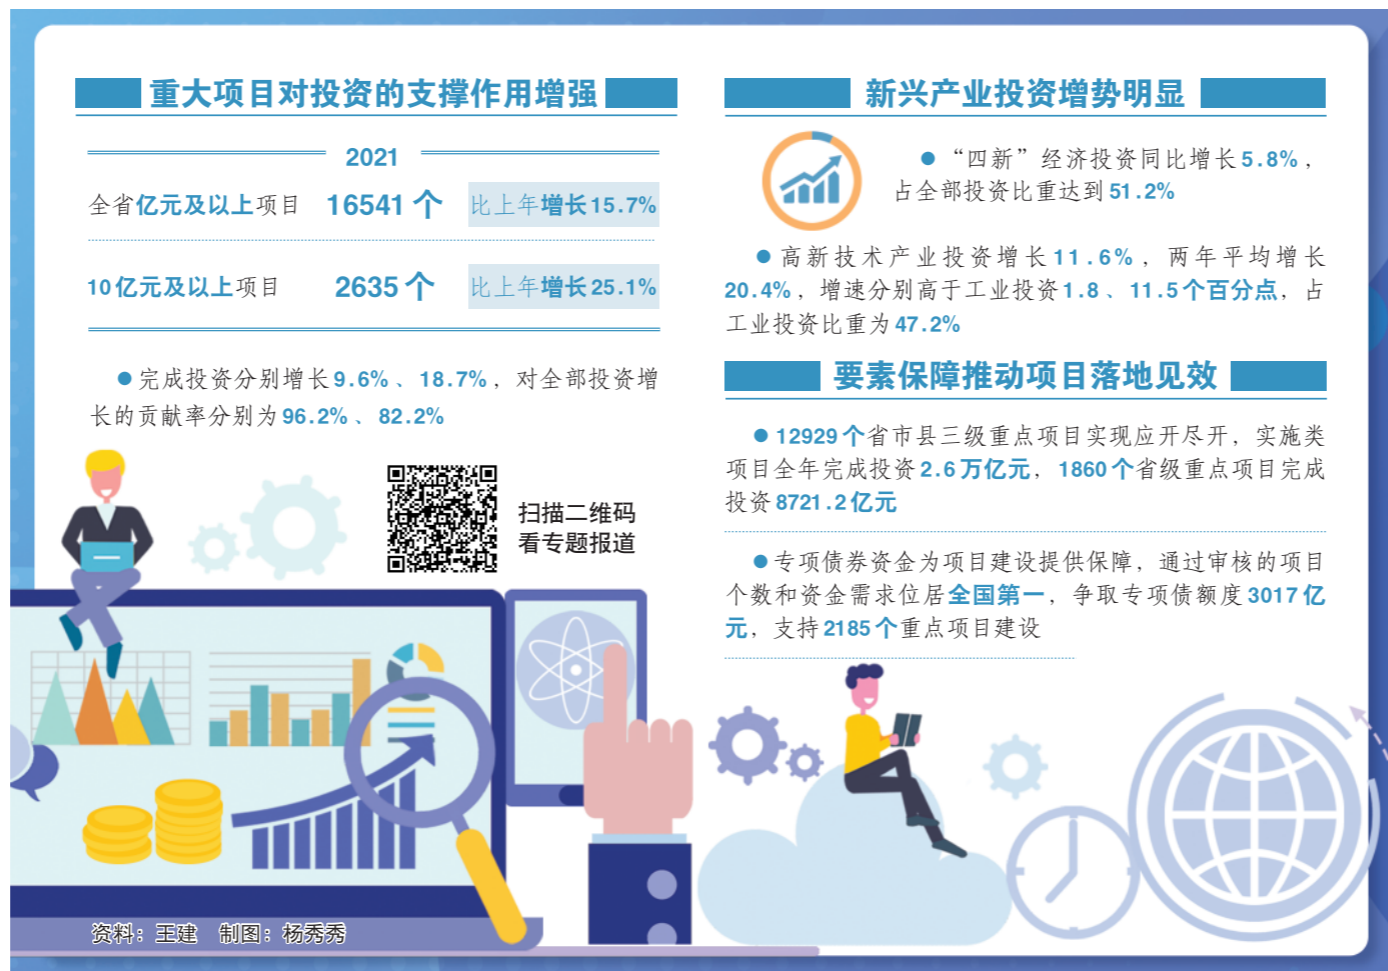 重大项目对投资的支撑作用增强
2021
全省亿元及以上项目 16541个 比上年增长15.7%
10亿元及以上项目 2635个 比上年增长25.1%
●完成投资分别增长9.6%、18.7%，对全部投资增
长的贡献率分别为96.2%、82.2%
扫描二维码
看专题报道
资料：王建 制图：杨秀秀
新兴产业投资增势明显
●“四新”经济投资同比增长5.8%，
占全部投资比重达到51.2%
●高新技术产业投资增长11.6%，两年平均增长
20.4%，增速分别高于工业投资1.8、11.5个百分点，占
工业投资比重为47.2%
要素保障推动项目落地见效
●12929个省市县三级重点项目实现应开尽开，实施类
项目全年完成投资2.6万亿元，1860个省级重点项目完成
投资8721.2亿元
●专项债券资金为项目建设提供保障，通过审核的项目
个数和资金需求位居全国第一，争取专项债额度3017亿
元，支持2185个重点项目建设